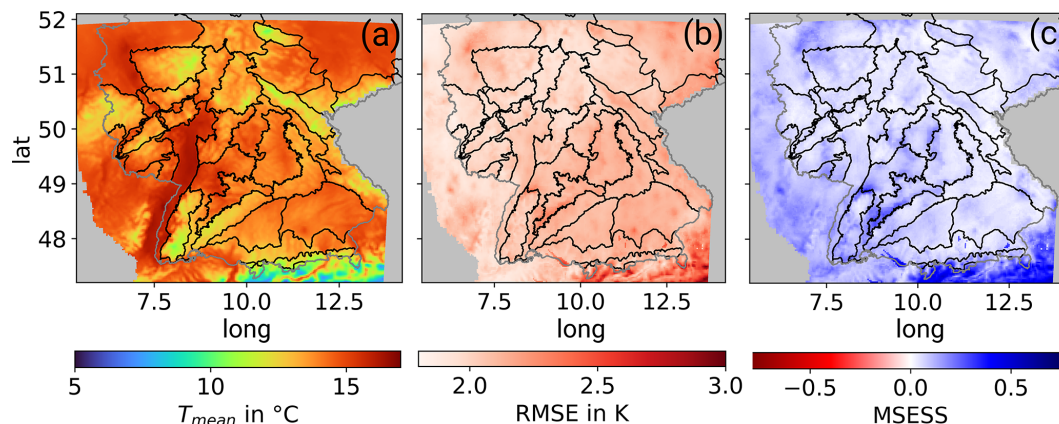 (a) (b) (c)
52
51
50
49
48
lat
7.5 10.0 12.5 7.5 10.0 12.5 7.5 10.0 12.5
long long long
5 10 15 2.0 2.5 3.0 −0.5 0.0 0.5
T_mean in °C RMSE in K MSESS